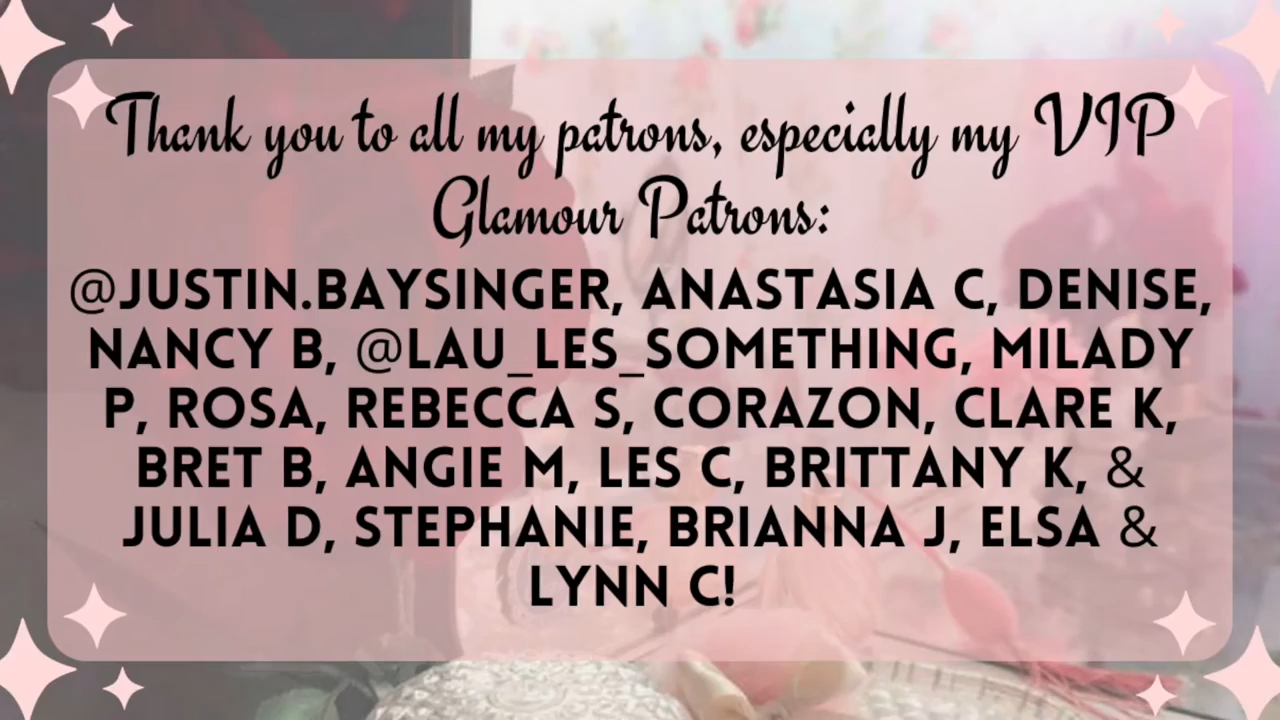 Thank you to all my patrons, especially my VIP
Glamour Patrons:
@JUSTIN.BAYSINGER, ANASTASIA C, DENISE,
NANCY B, @LAU_LES_SOMETHING, MILADY
P, ROSA, REBECCA S, CORAZON, CLARE K,
BRET B, ANGIE M, LES C, BRITTANY K, &
JULIA D, STEPHANIE, BRIANNA J, ELSA &
LYNN C!